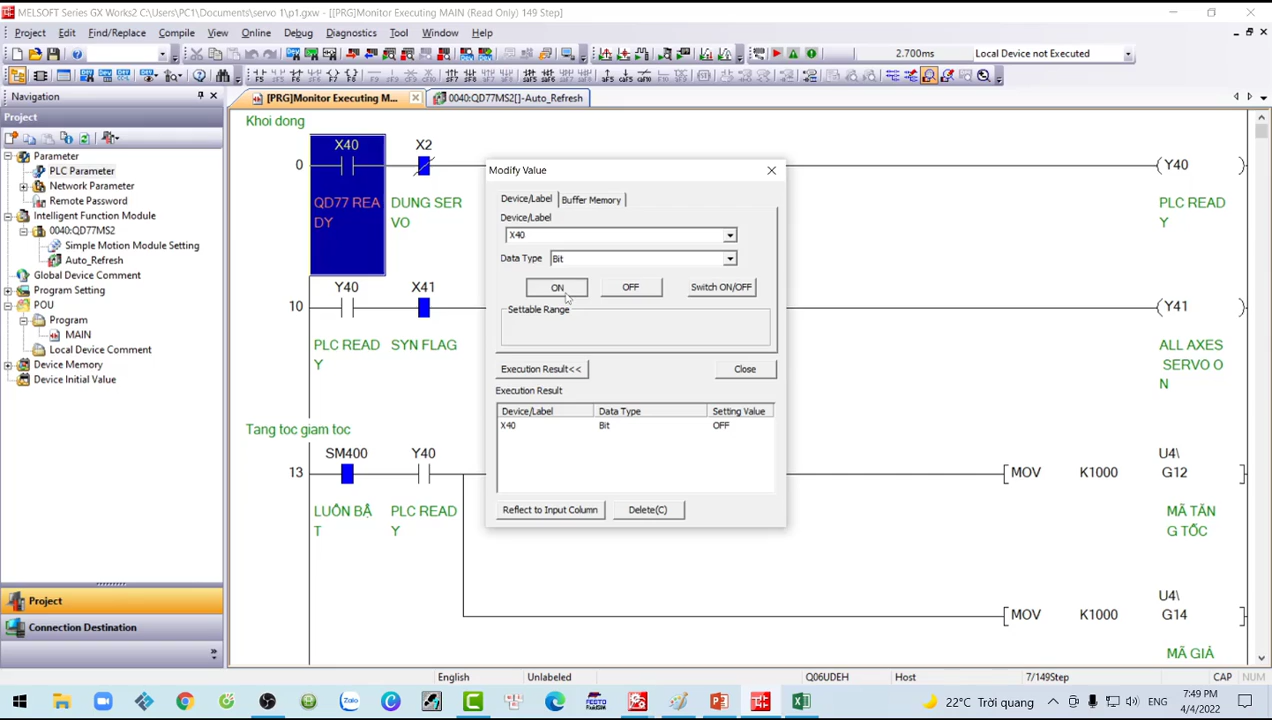 MELSOFT Series GX Works2 C:\Users\PC1\Documents\servo 1\p1.gxw - [[PRG]Monitor Executing MAIN (Read Only) 149 Step]
Project Edit Find/Replace Compile View Online Debug Diagnostics Tool Window Help
2.700ms Local Device not Executed
Navigation
[PRG]Monitor Executing M... 0040:QD77MS2[]-Auto_Refresh
Project
Parameter
PLC Parameter
Network Parameter
Remote Password
Intelligent Function Module
0040:QD77MS2
Simple Motion Module Setting
Auto_Refresh
Global Device Comment
Program Setting
POU
Program
MAIN
Local Device Comment
Device Memory
Device Initial Value
Project
Connection Destination
Khoi dong
X40 X2
0 Y40
QD77 REA
DY
DUNG SER
VO
PLC READ
Y
Y40 X41
10 Y41
PLC READ
Y
SYN FLAG
ALL AXES
SERVO O
N
Tang toc giam toc
SM400 Y40
U4\
13 MOV K1000 G12
LUÔN BẬ
T
PLC READ
Y
MÃ TĂN
G TỐC
U4\
MOV K1000 G14
MÃ GIẢ
Modify Value
Device/Label Buffer Memory
Device/Label
X40
Data Type Bit
ON OFF Switch ON/OFF
Settable Range
Execution Result<< Close
Execution Result
Device/Label Data Type Setting Value
X40 Bit OFF
Reflect to Input Column Delete(C)
English Unlabeled Q06UDEH Host 7/149Step CAP NUM
22°C Trời quang ENG 7:49 PM
4/4/2022